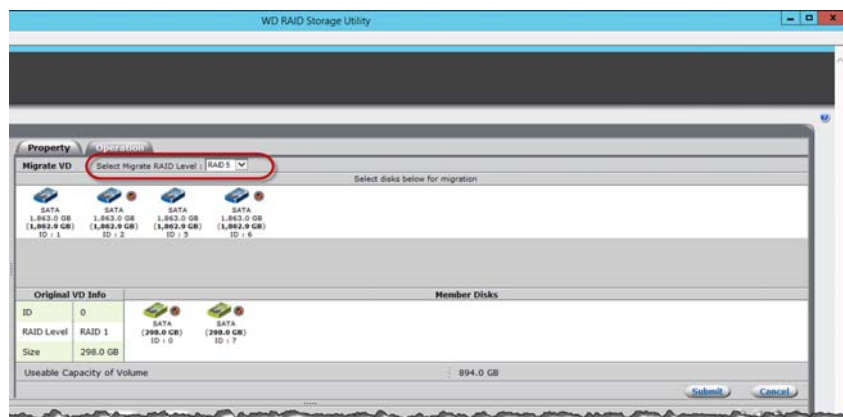 WD RAID Storage Utility
Property Operation
Migrate VD Select Migrate RAID Level : RAID 5
Select disks below for migration
SATA SATA SATA SATA
1,863.0 GB 1,863.0 GB 1,863.0 GB 1,863.0 GB
(1,862.9 GB) (1,862.9 GB) (1,862.9 GB) (1,862.9 GB)
ID : 1 ID : 2 ID : 5 ID : 6
Original VD Info Member Disks
ID 0
SATA SATA
RAID Level RAID 1 (298.0 GB) (298.0 GB)
ID : 0 ID : 7
Size 298.0 GB
Useable Capacity of Volume 894.0 GB
Submit Cancel